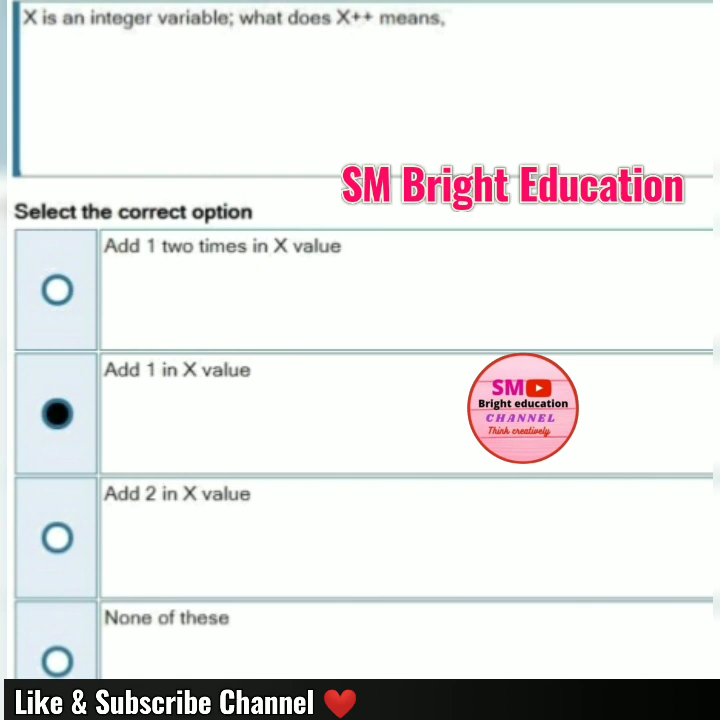 X is an integer variable; what does X++ means,
SM Bright Education
Select the correct option
Add 1 two times in X value
Add 1 in X value
SM
Bright education
CHANNEL
Think creatively
Add 2 in X value
None of these
Like & Subscribe Channel ❤️